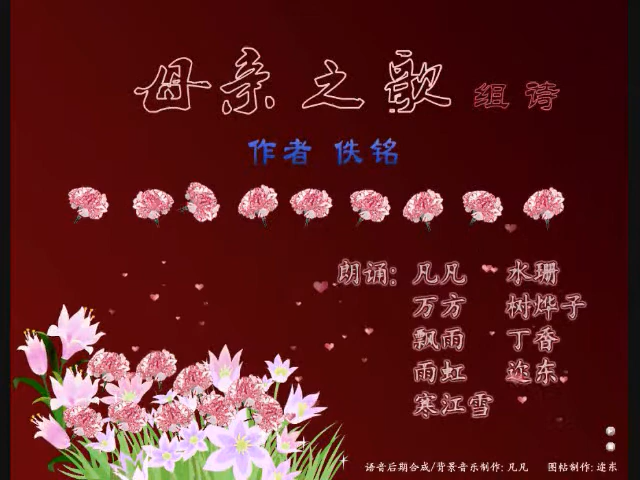 母亲之歌 组诗
作者 佚铭
朗诵：凡凡 水珊
万方 树烨子
飘雨 丁香
雨虹 迩东
寒江雪
语音后期合成/背景音乐制作：凡凡 图帖制作：迩东